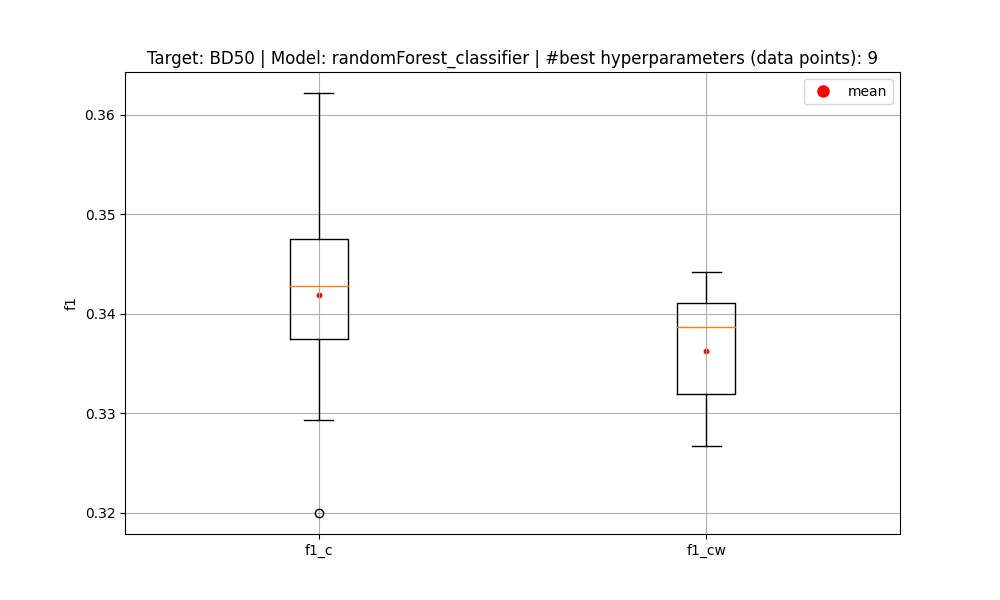 Target: BD50 | Model: randomForest_classifier | #best hyperparameters (data points): 9
mean
0.36
0.35
0.34
0.33
0.32
f1
f1_c
f1_cw